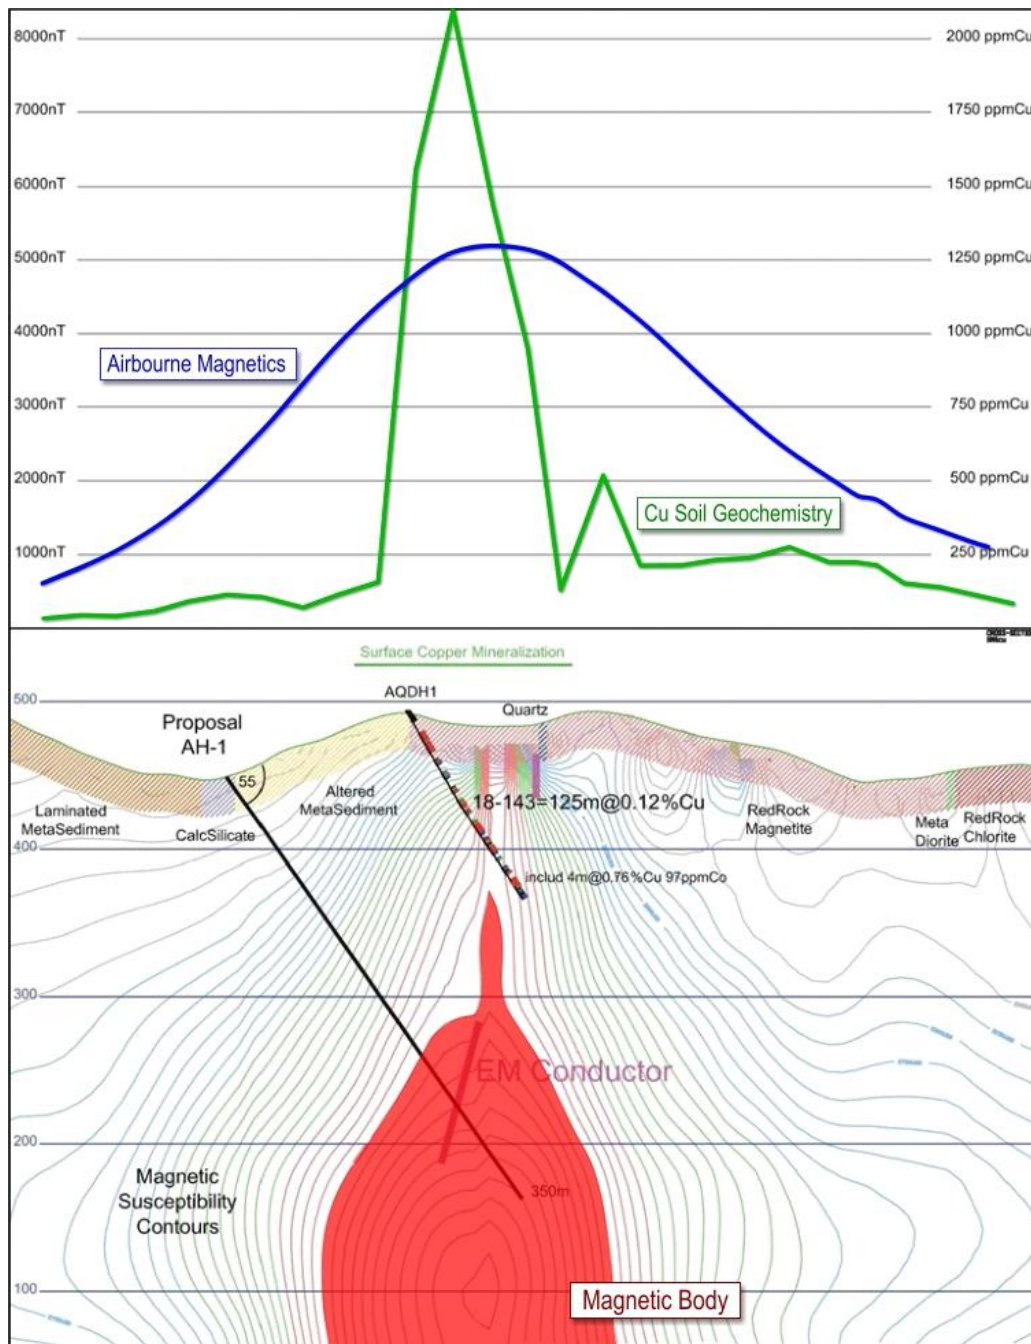 8000nT
2000 ppmCu
7000nT
1750 ppmCu
6000nT
1500 ppmCu
5000nT
1250 ppmCu
4000nT
1000 ppmCu
Airbourne Magnetics
3000nT
750 ppmCu
2000nT
500 ppmCu
Cu Soil Geochemistry
1000nT
250 ppmCu
Surface Copper Mineralization
500
AQDH1
Quartz
Proposal
AH-1
55
Laminated
MetaSediment
CalcSilicate
Altered
MetaSediment
18-143=125m@0.12%Cu
RedRock
Magnetite
Meta
Diorite
RedRock
Chlorite
400
includ 4m@0.76%Cu 97ppmCo
300
EM Conductor
200
Magnetic
Susceptibility
Contours
350m
100
Magnetic Body